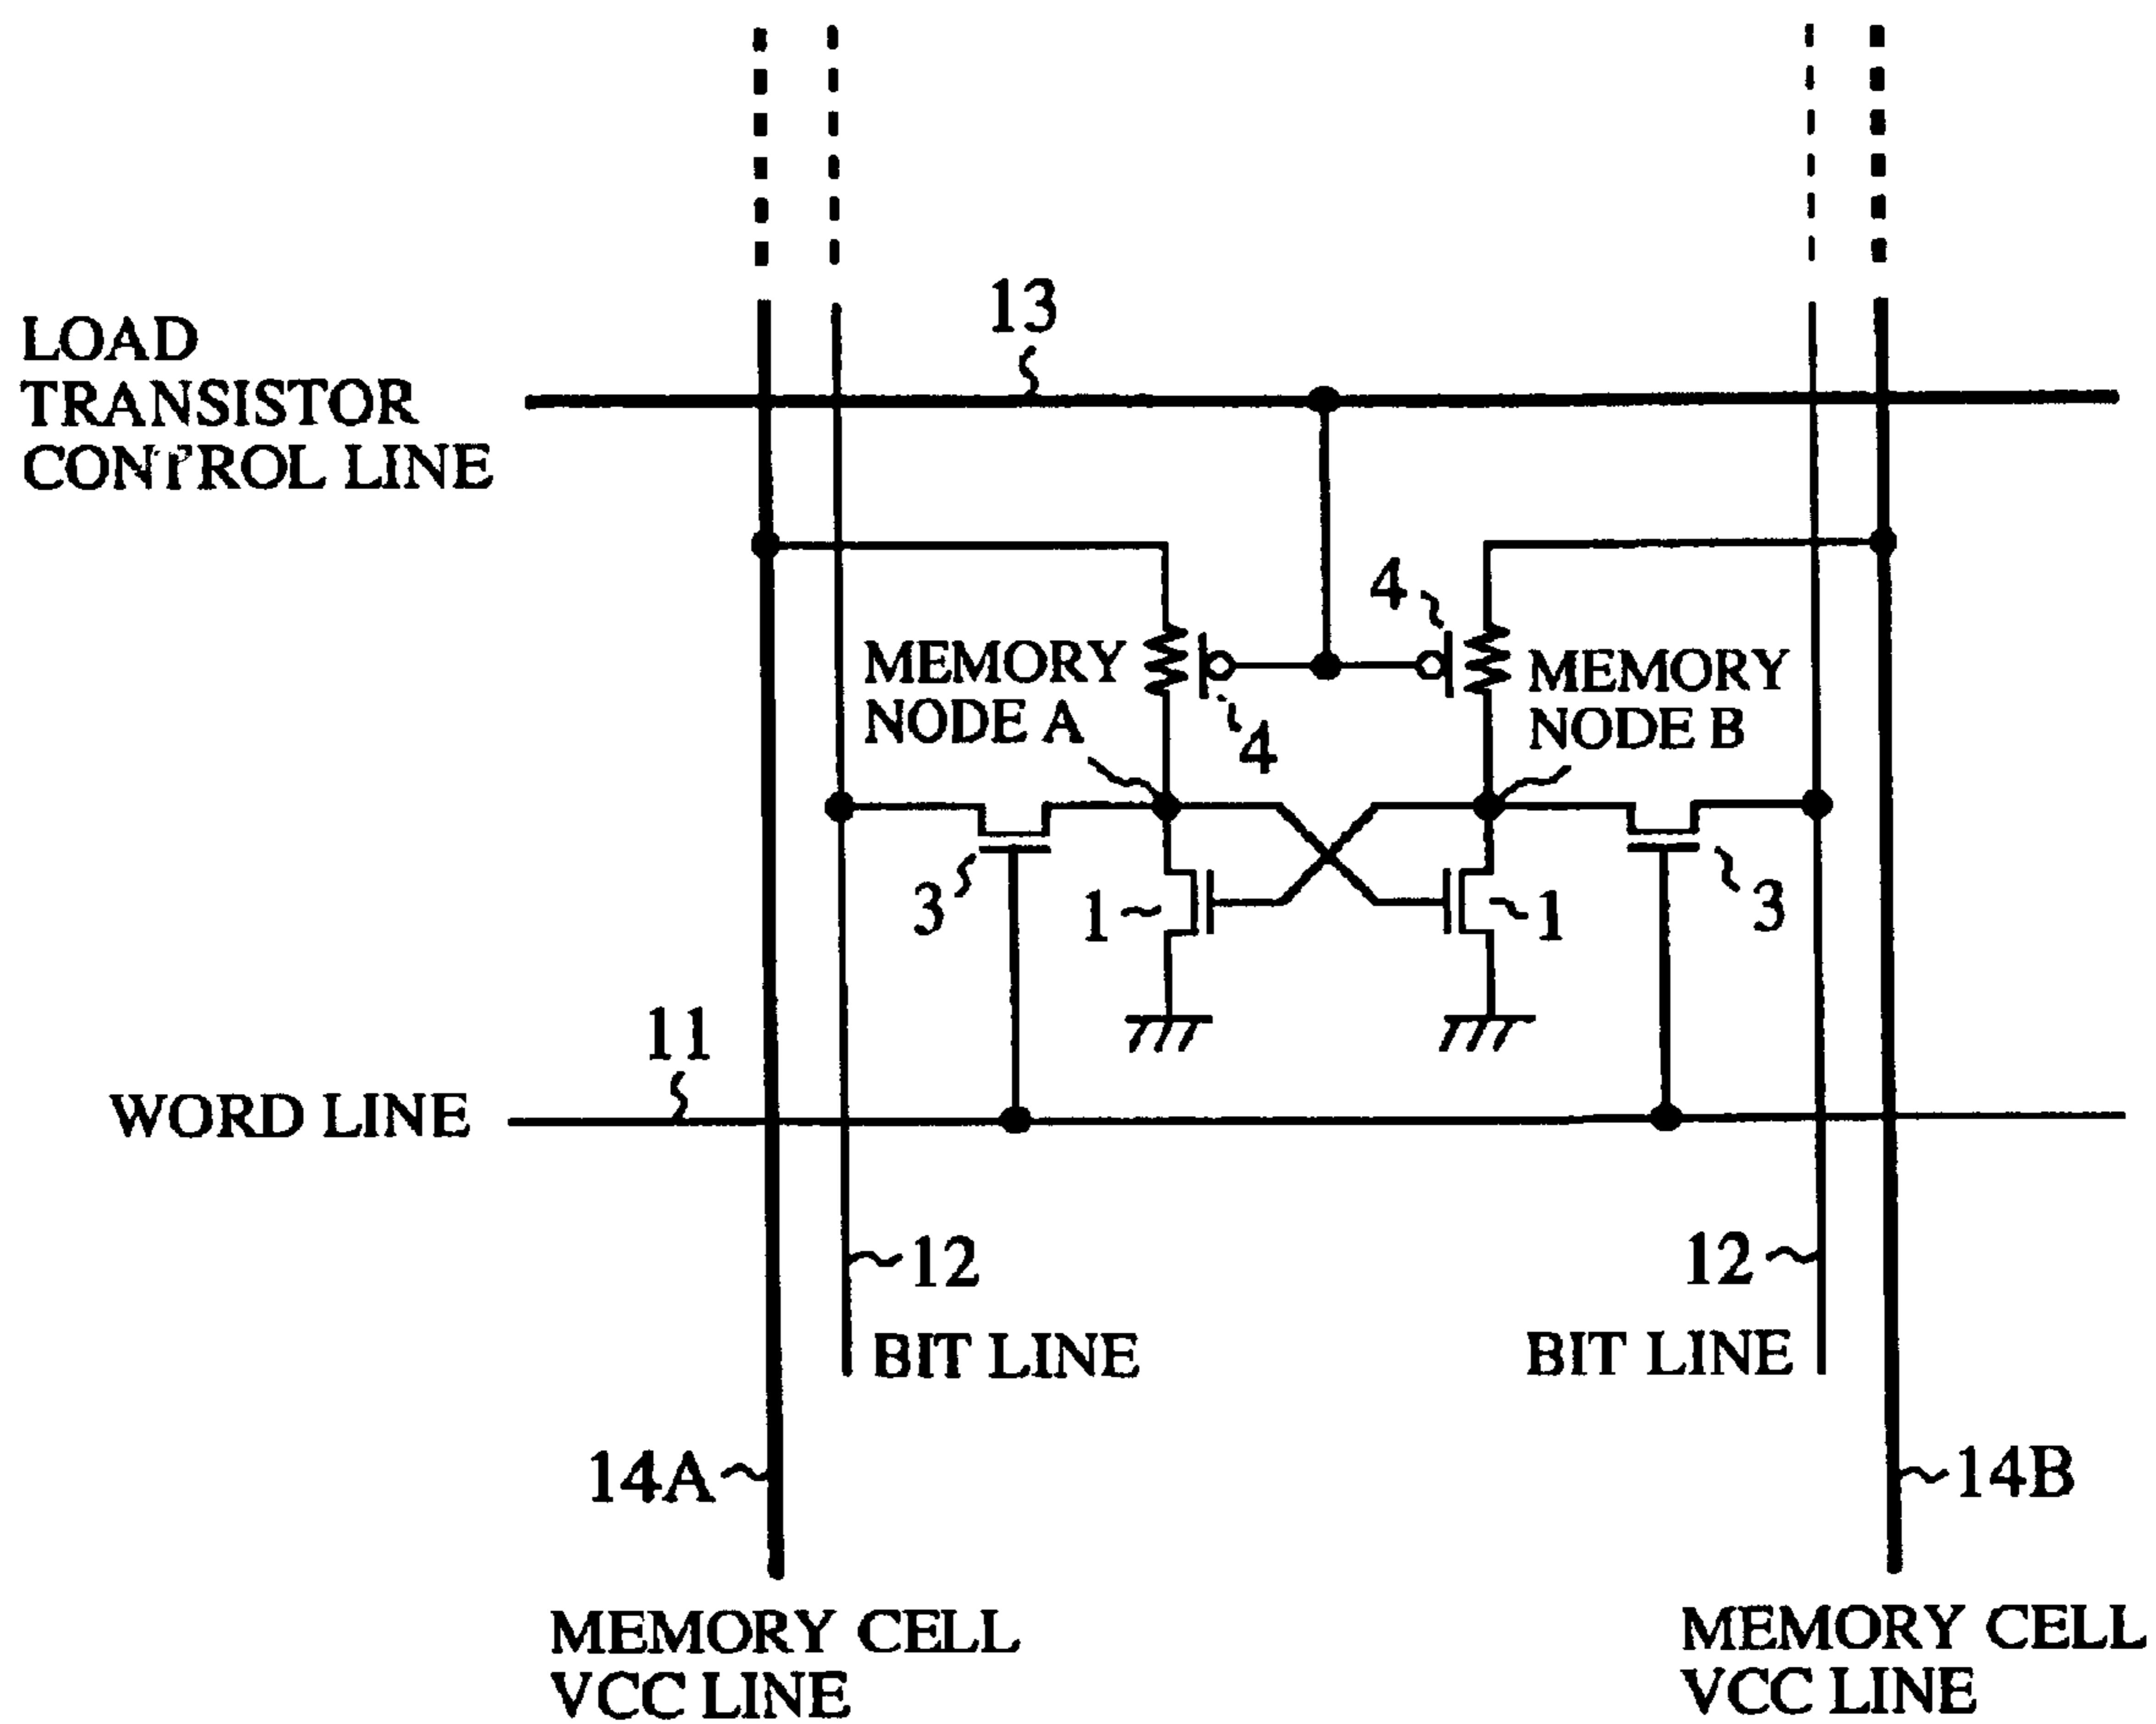 13
LOAD
TRANSISTOR
CONTROL LINE
4
MEMORY
NODE A
MEMORY
NODE B
4
3
1
1
3
11
WORD LINE
12
12
BIT LINE
BIT LINE
14A
14B
MEMORY CELL
VCC LINE
MEMORY CELL
VCC LINE